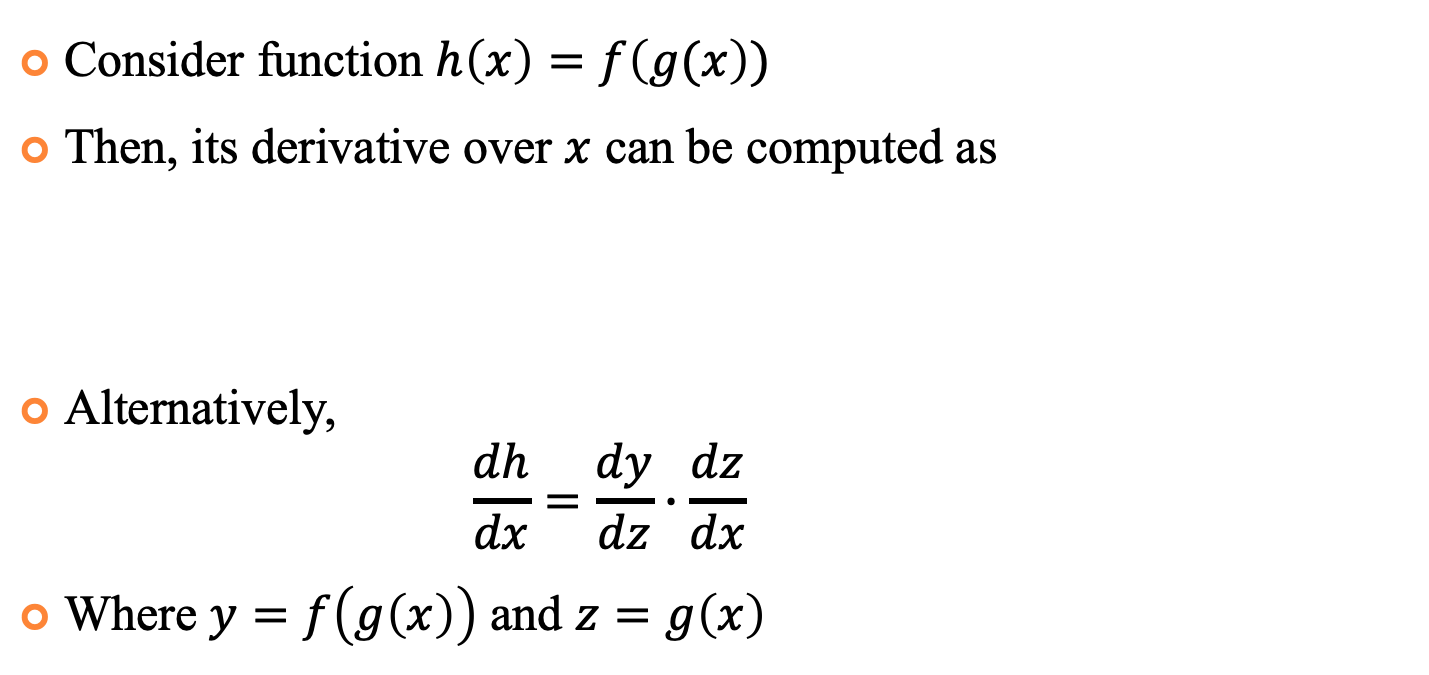 Consider function h(x) = f(g(x))
Then, its derivative over x can be computed as
Alternatively,
dh/dx = dy/dz · dz/dx
Where y = f(g(x)) and z = g(x)